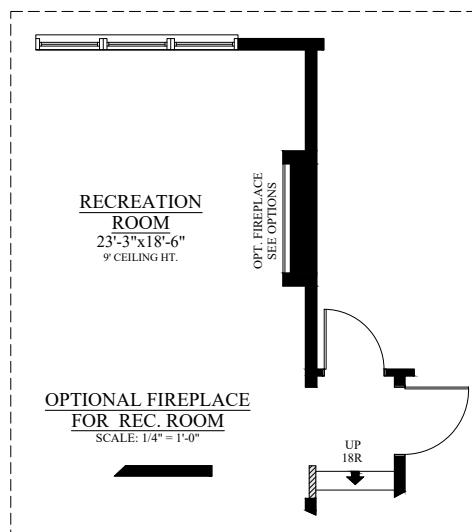 RECREATION
ROOM
23'-3"x18'-6"
9' CEILING HT.
OPT. FIREPLACE
SEE OPTIONS
OPTIONAL FIREPLACE
FOR REC. ROOM
SCALE: 1/4" = 1'-0"
UP
18R